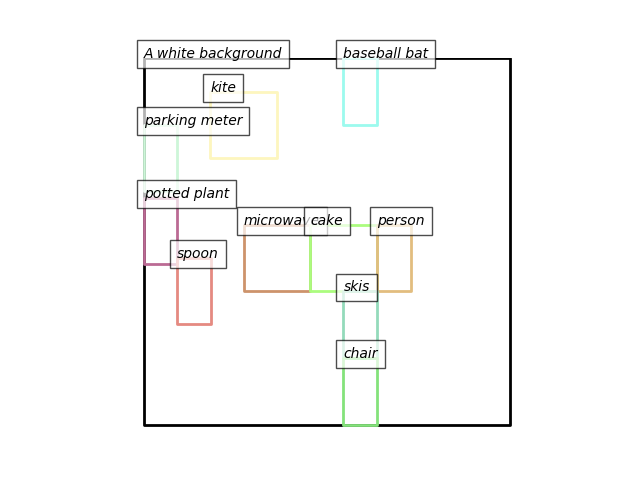 A white background
baseball bat
kite
parking meter
potted plant
microwave
cake
person
spoon
skis
chair